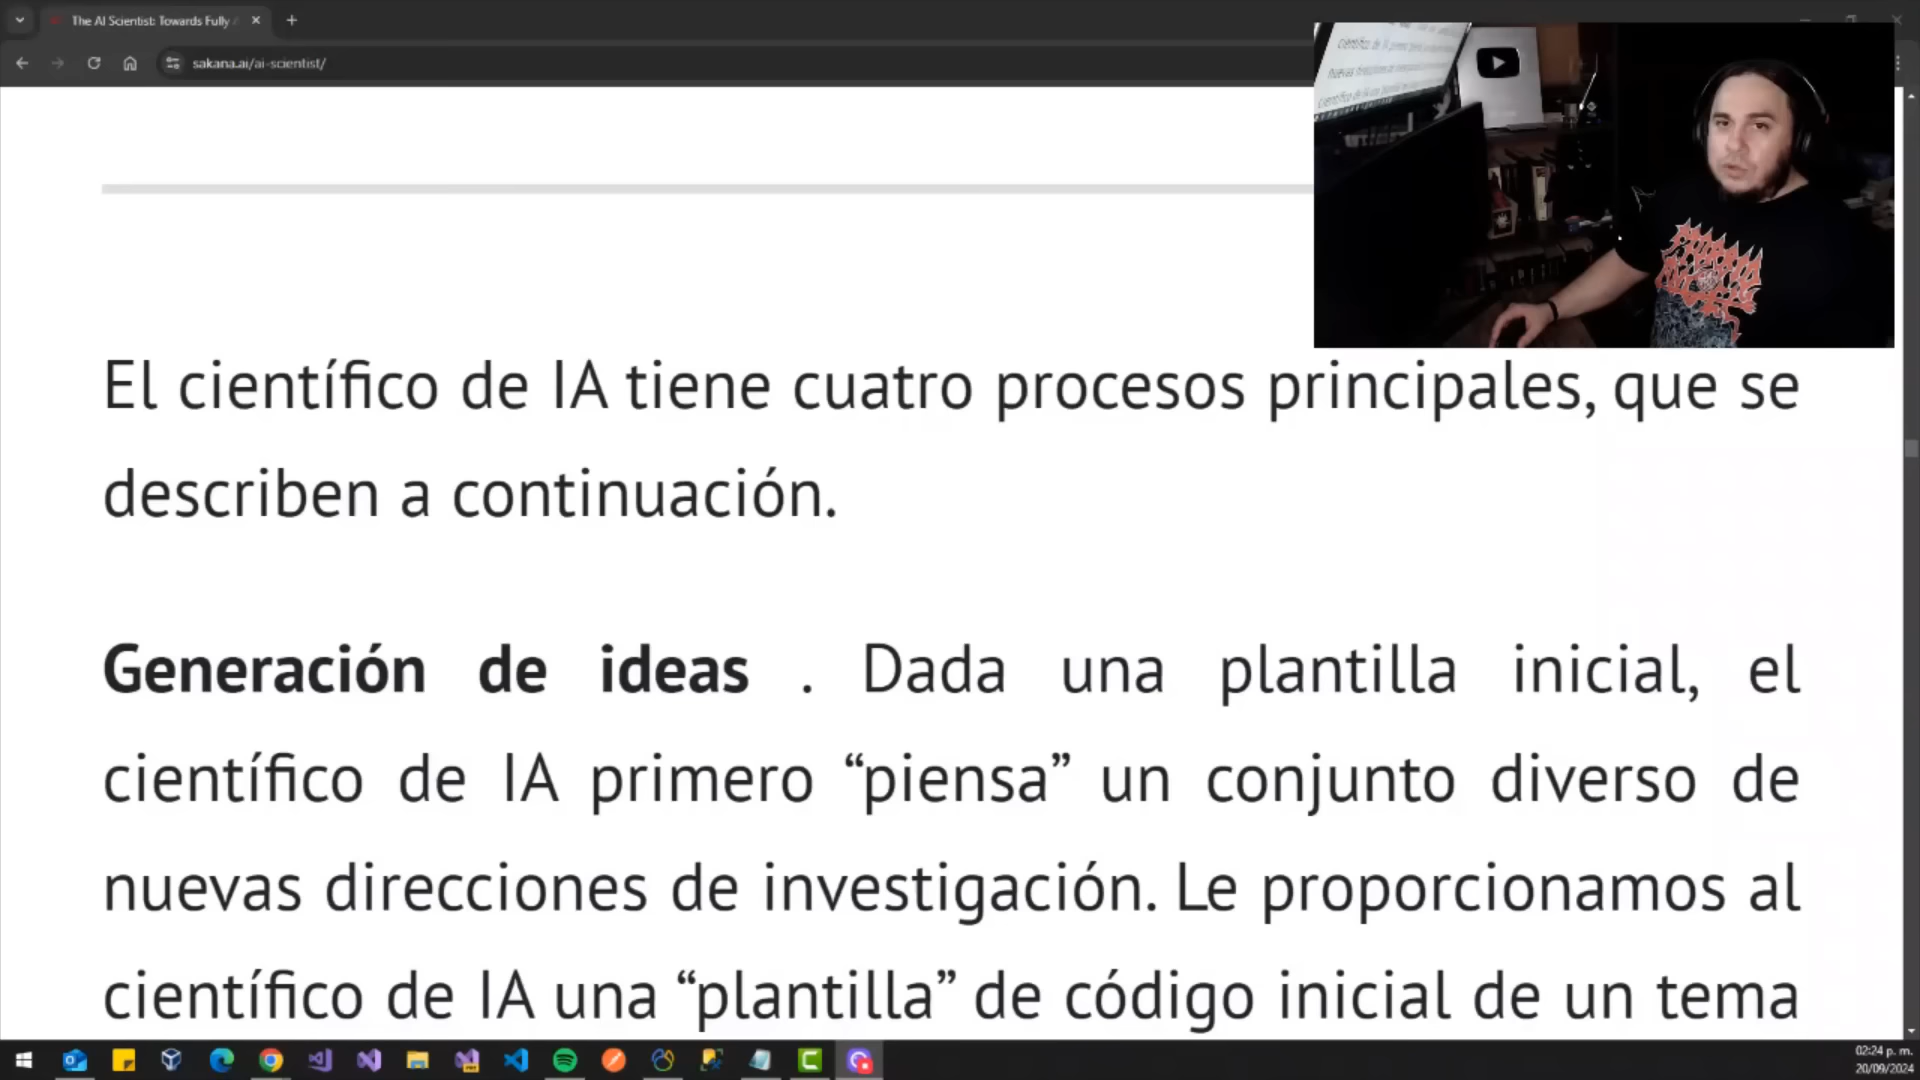 The AI Scientist: Towards Fully
sakana.ai/ai-scientist/
El científico de IA tiene cuatro procesos principales, que se
describen a continuación.
Generación de ideas . Dada una plantilla inicial, el
científico de IA primero “piensa” un conjunto diverso de
nuevas direcciones de investigación. Le proporcionamos al
científico de IA una “plantilla” de código inicial de un tema
02:24 p. m.
20/09/2024